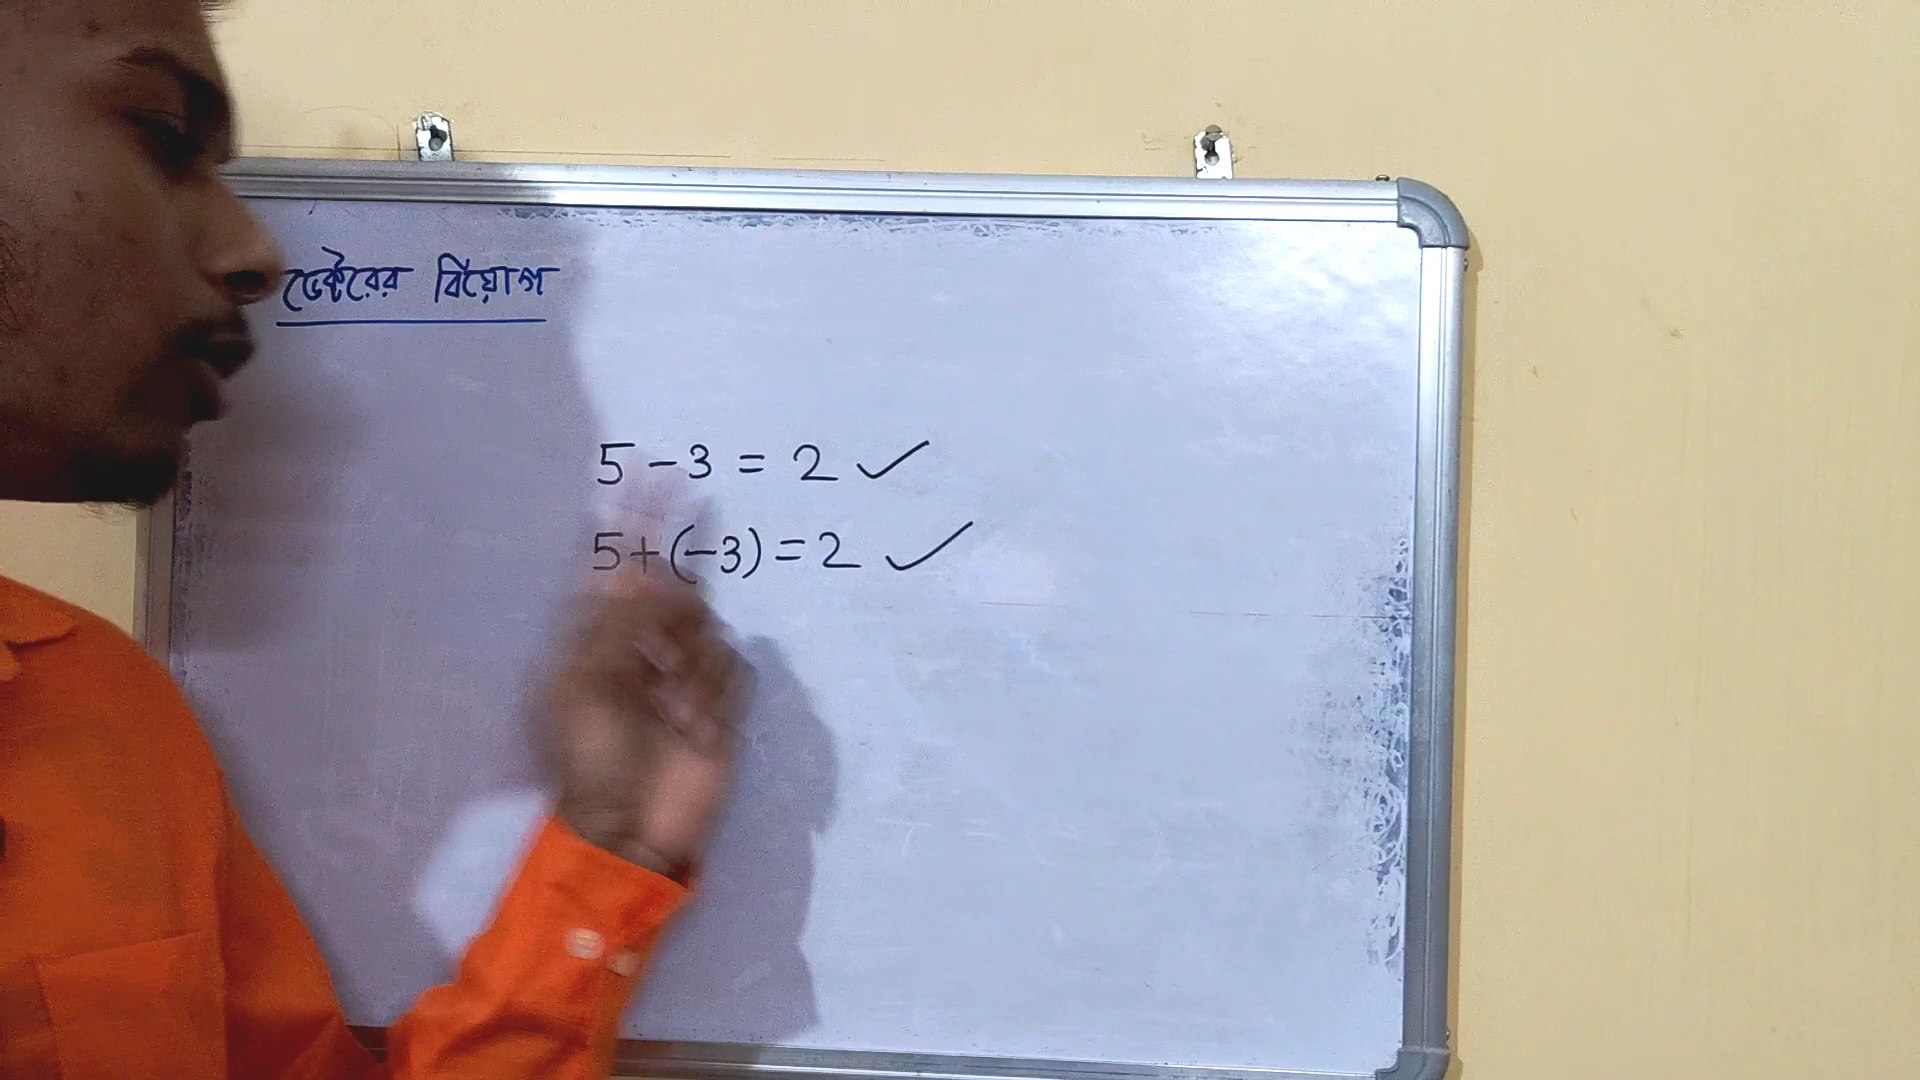 ভেক্টরের বিয়োগ
5 - 3 = 2 ✓
5 + (-3) = 2 ✓